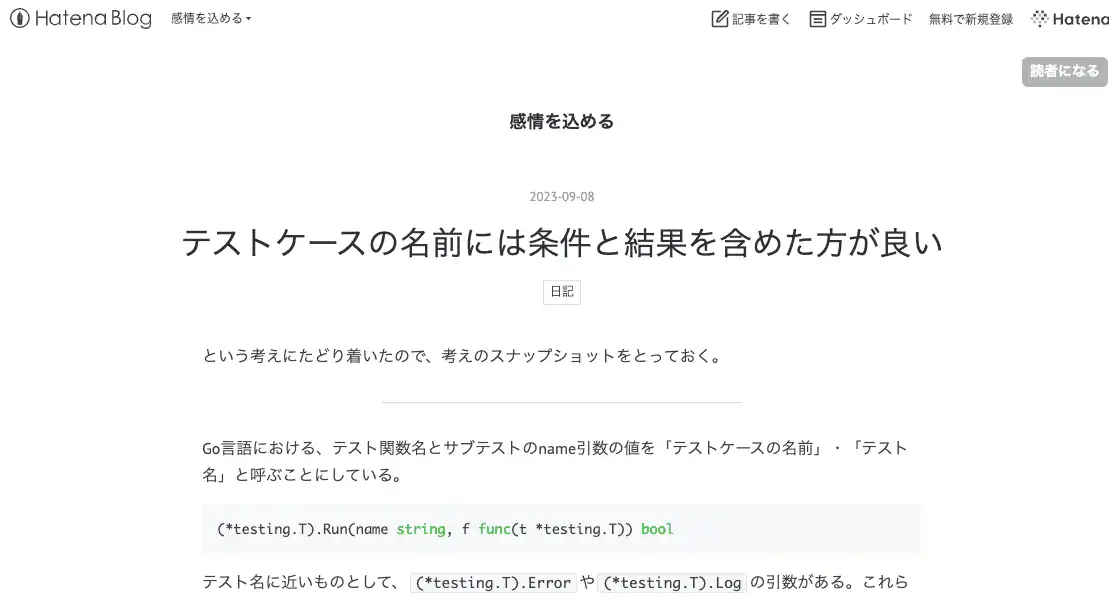 Hatena Blog 感情を込める 記事を書く ダッシュボード 無料で新規登録 Hatena
読者になる
感情を込める
2023-09-08
テストケースの名前には条件と結果を含めた方が良い
日記
という考えにたどり着いたので、考えのスナップショットをとっておく。
Go言語における、テスト関数名とサブテストのname引数の値を「テストケースの名前」・「テスト
名」と呼ぶことにしている。
(*testing.T).Run(name string, f func(t *testing.T)) bool
テスト名に近いものとして、 (*testing.T).Error や (*testing.T).Log の引数がある。これら